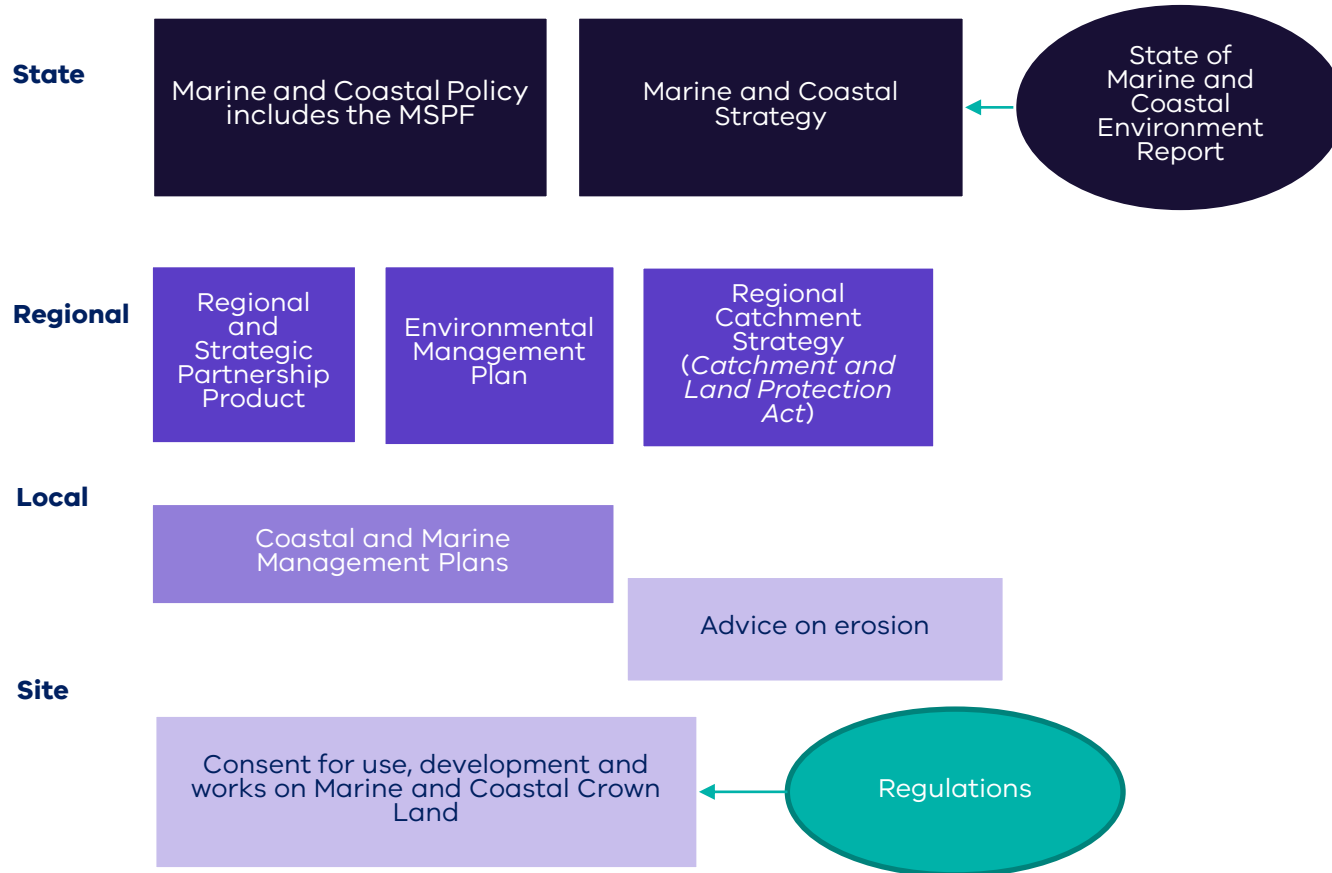 State
Marine and Coastal Policy
includes the MSPF
Marine and Coastal
Strategy
State of
Marine and
Coastal
Environment
Report
Regional
Regional
and
Strategic
Partnership
Product
Environmental
Management
Plan
Regional
Catchment
Strategy
(Catchment and
Land Protection
Act)
Local
Coastal and Marine
Management Plans
Advice on erosion
Site
Consent for use, development and
works on Marine and Coastal Crown
Land
Regulations